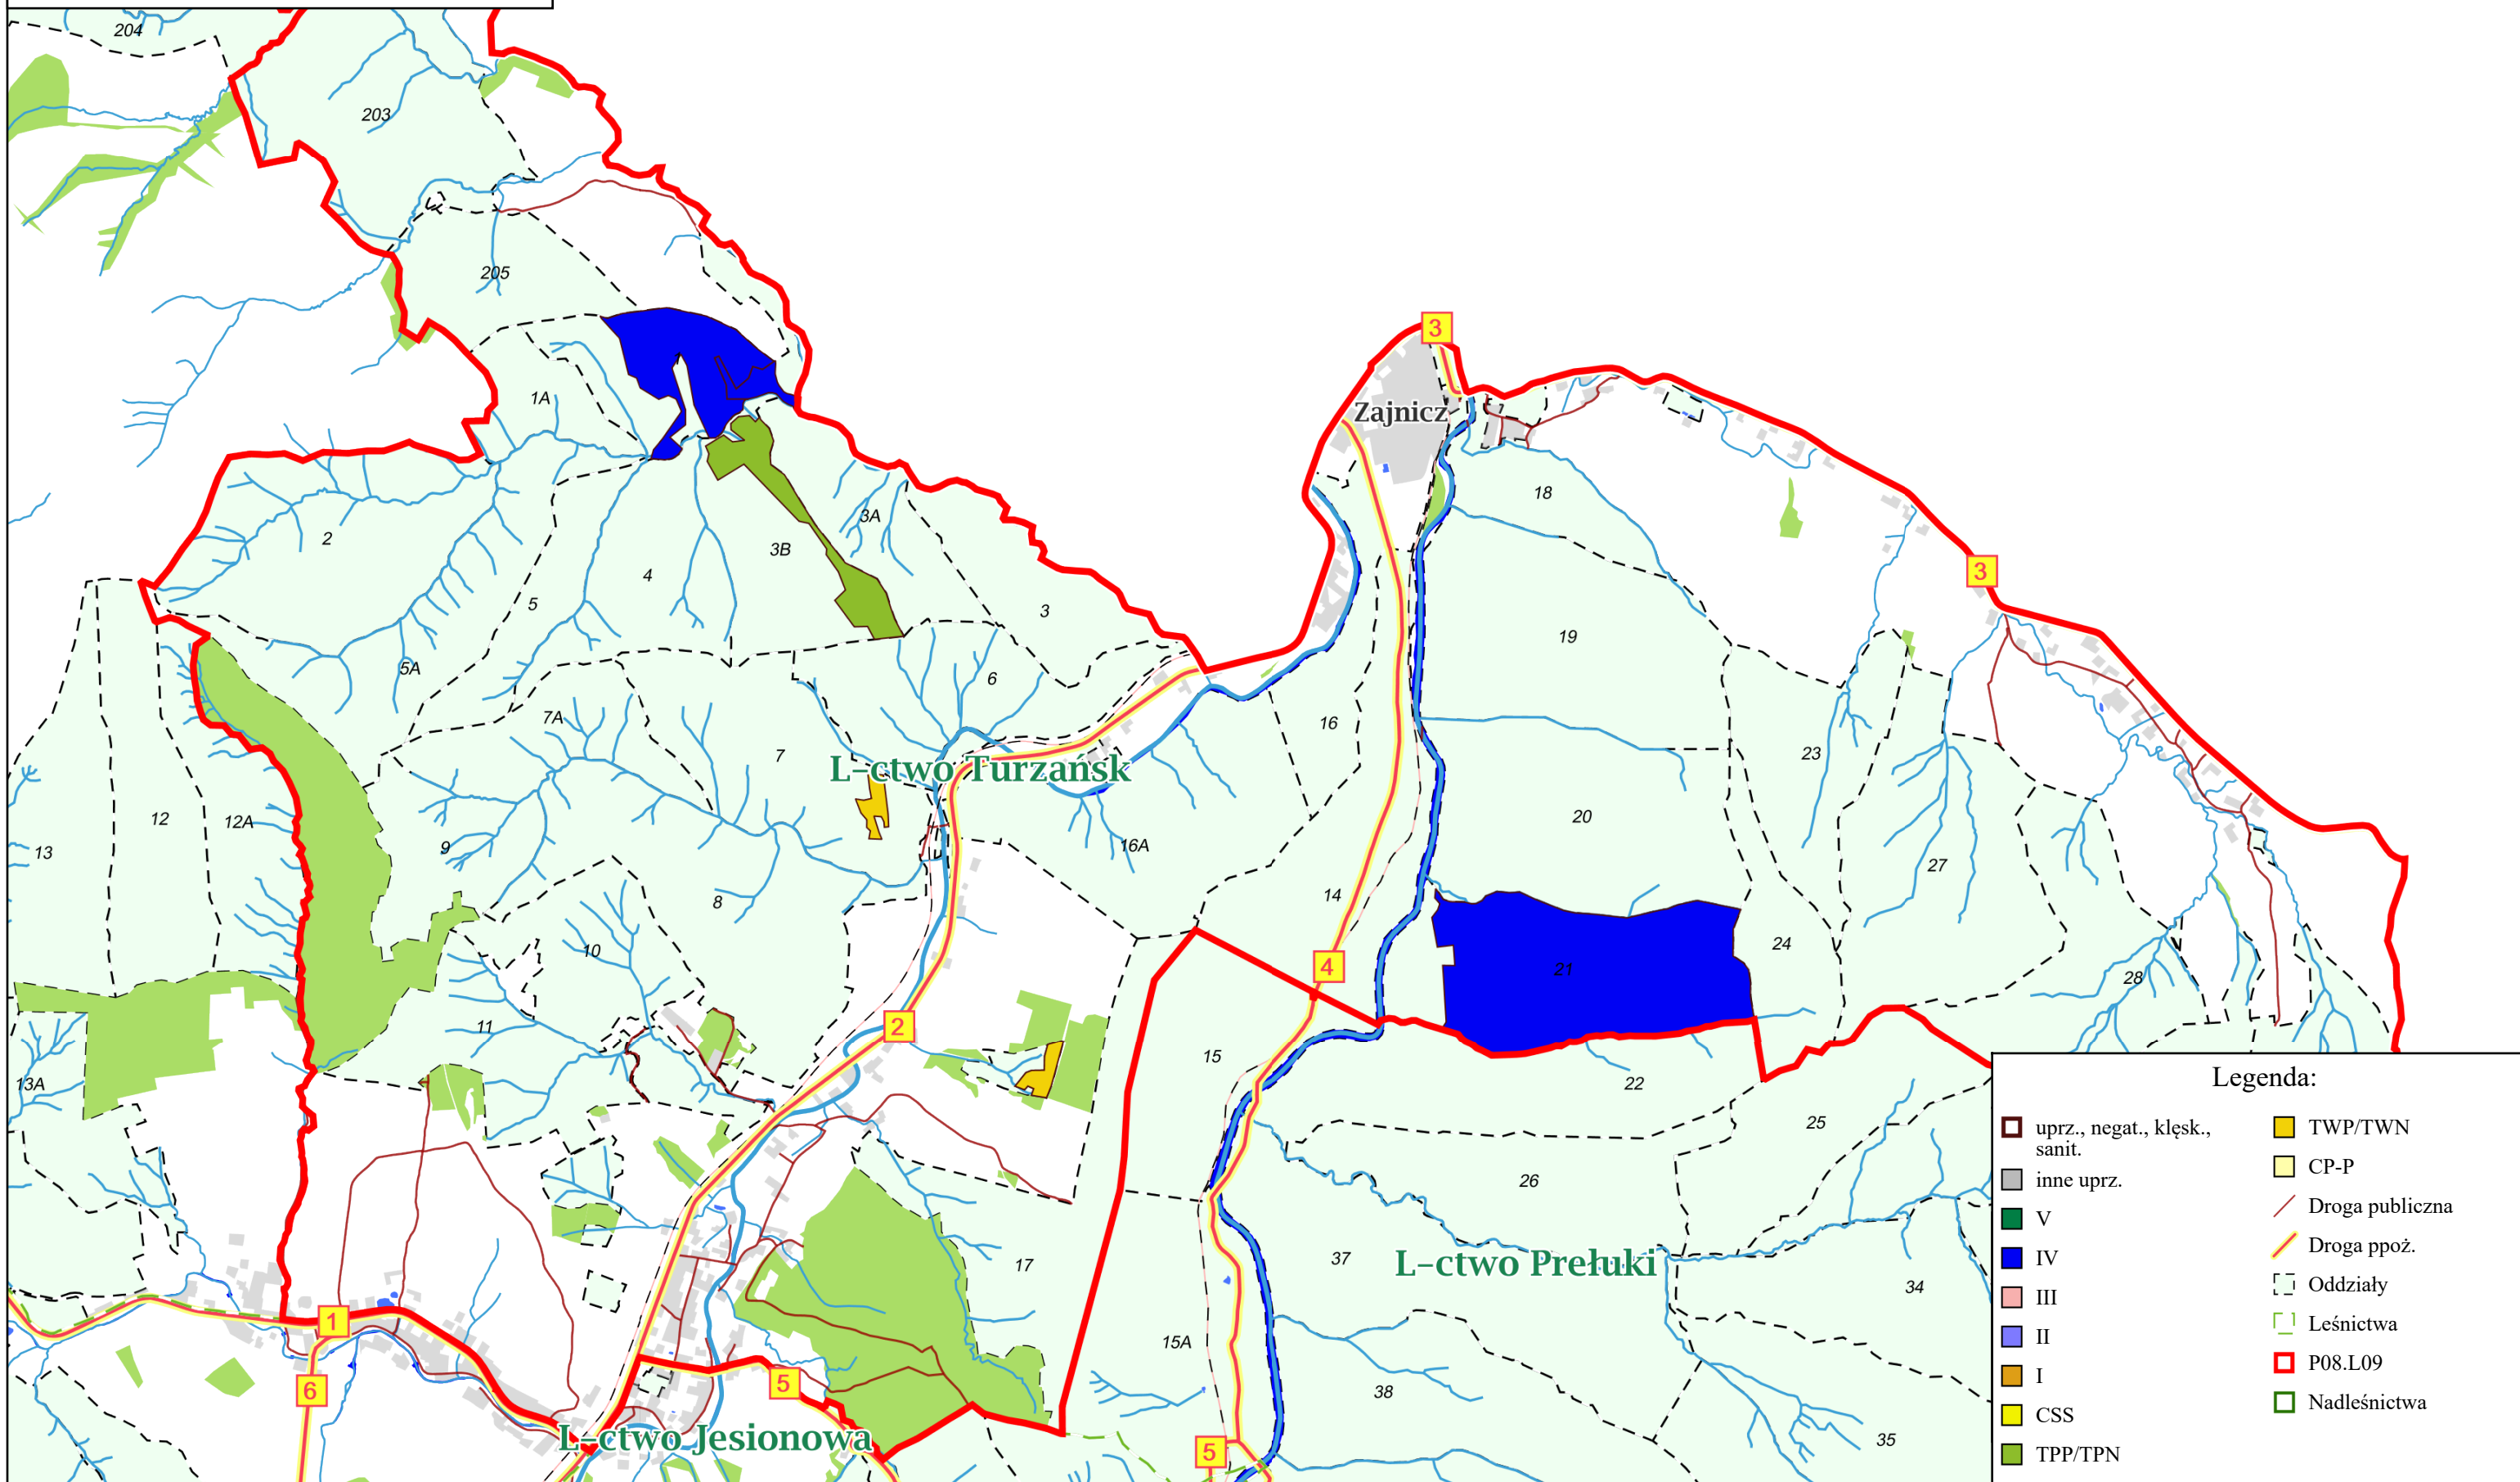 204
203
205
3
Zajnicz
1A
18
3A
2
3B
3
4
5
3
19
5A
6
7A
16
7
23
L-ctwo Turzańsk
12
12A
20
13
9
16A
27
8
14
10
24
4
21
28
11
2
15
13A
22
25
26
17
37
L-ctwo Prełuki
34
1
15A
6
5
38
L-ctwo Jesionowa
35
5
Legenda:
uprz., negat., klęsk.,
sanit.
inne uprz.
V
IV
III
II
I
CSS
TPP/TPN
TWP/TWN
CP-P
Droga publiczna
Droga ppoż.
Oddziały
Leśnictwa
P08.L09
Nadleśnictwa